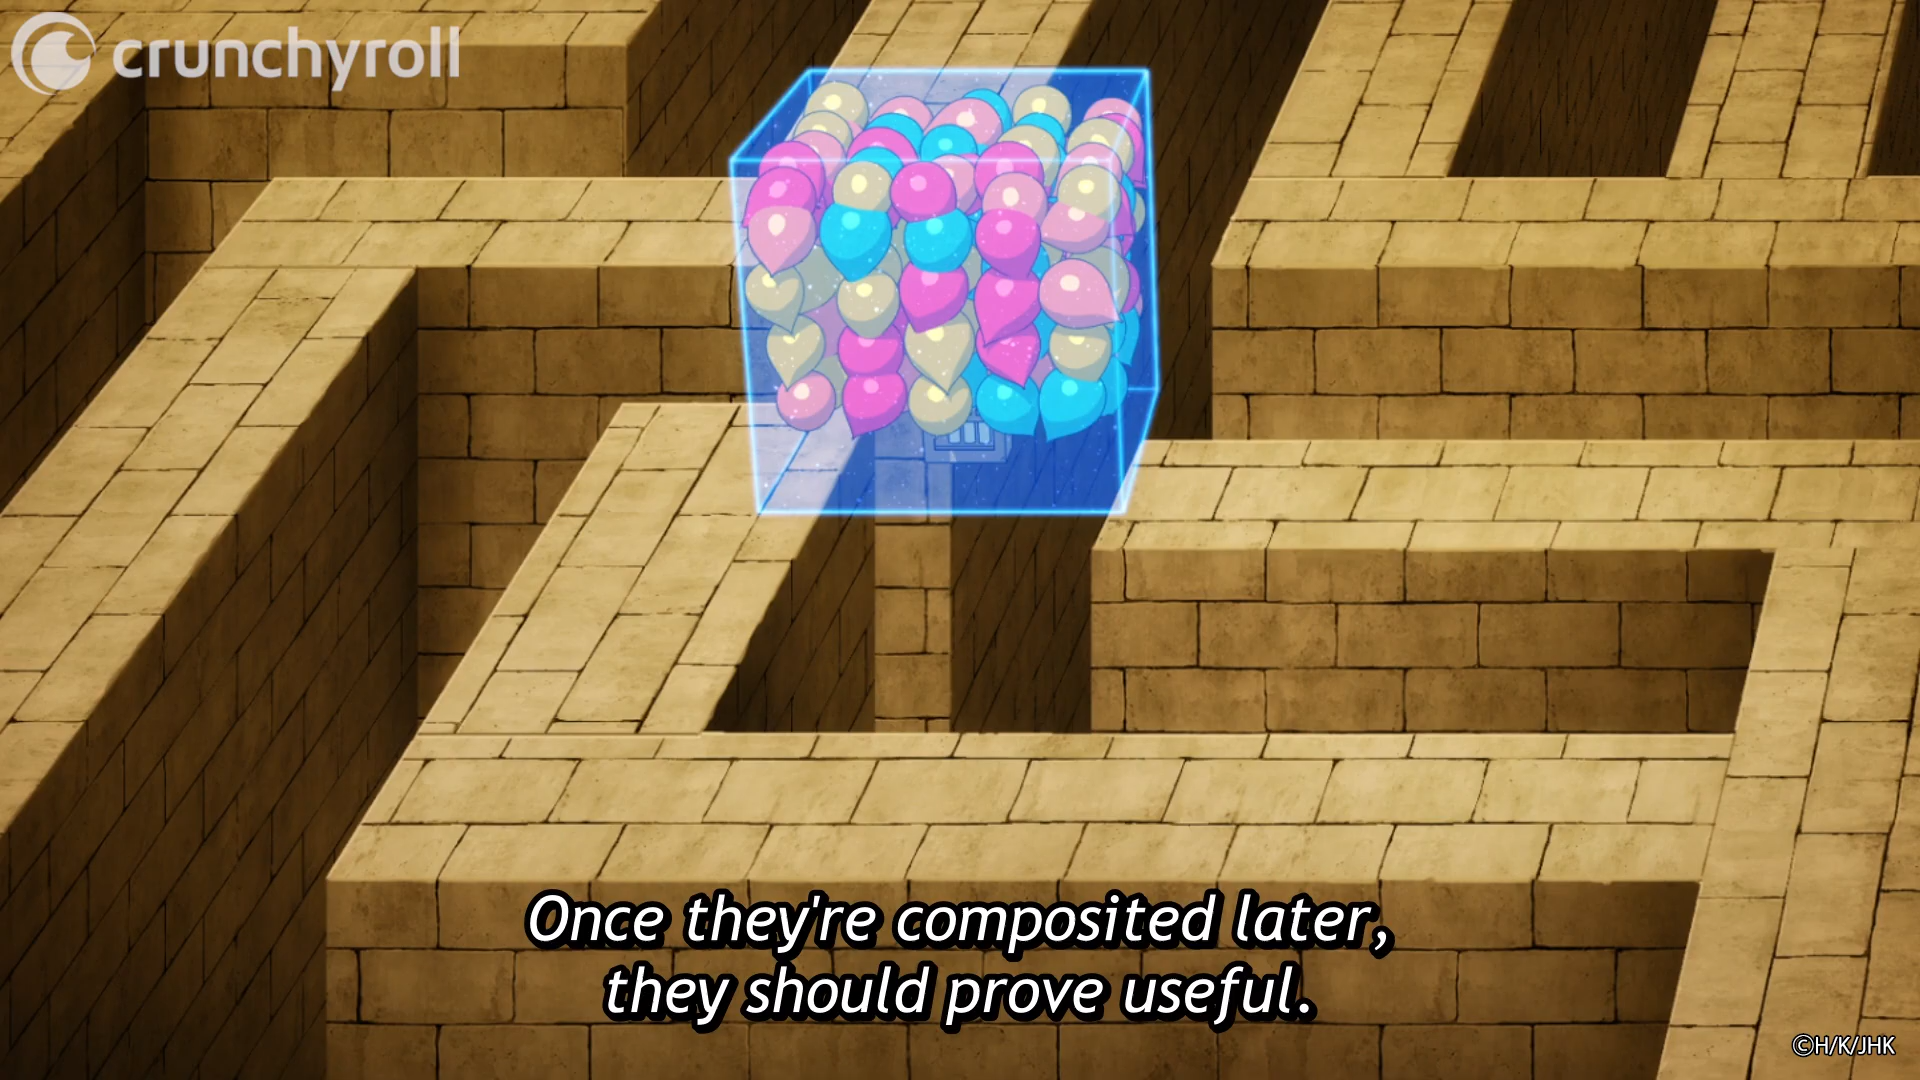 crunchyroll
Once they're composited later,
they should prove useful.
©H/K/JHK